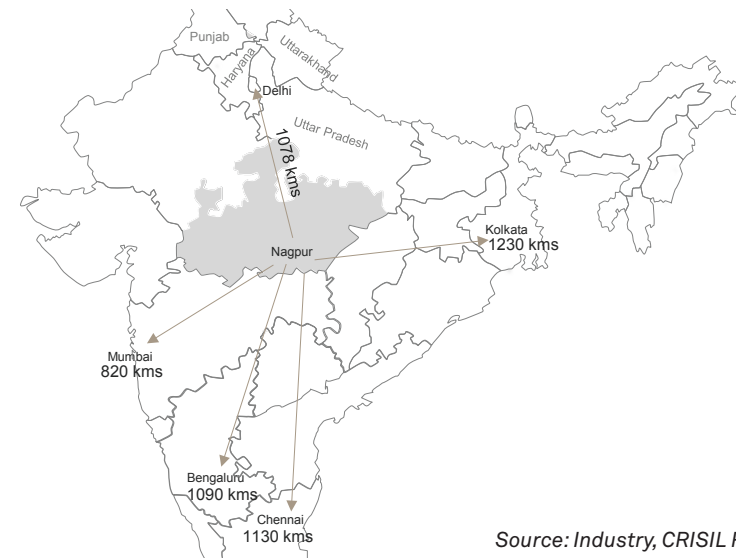 Punjab
Haryana
Uttarakhand
Delhi
Uttar Pradesh
1078 kms
Nagpur
Kolkata
1230 kms
Mumbai
820 kms
Bengaluru
1090 kms
Chennai
1130 kms
Source: Industry, CRISIL